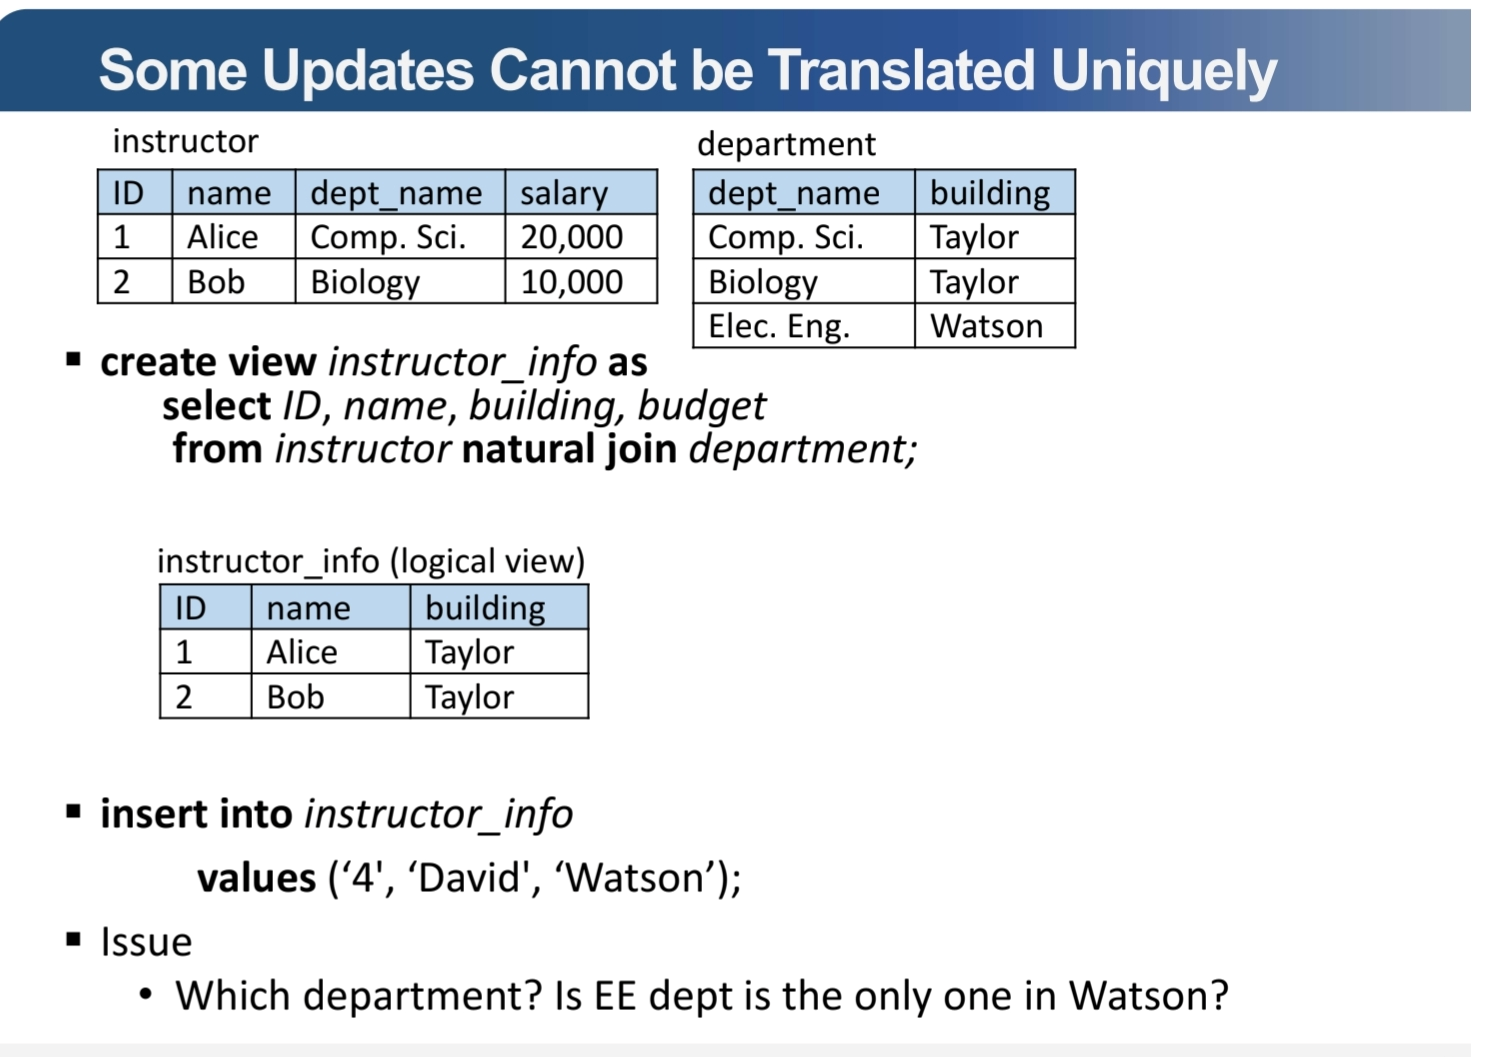 Some Updates Cannot be Translated Uniquely
instructor
ID name dept_name salary
1 Alice Comp. Sci. 20,000
2 Bob Biology 10,000
department
dept_name building
Comp. Sci. Taylor
Biology Taylor
Elec. Eng. Watson
▪ create view instructor_info as
select ID, name, building, budget
from instructor natural join department;
instructor_info (logical view)
ID name building
1 Alice Taylor
2 Bob Taylor
▪ insert into instructor_info
values (‘4', ‘David', ‘Watson’);
▪ Issue
• Which department? Is EE dept is the only one in Watson?